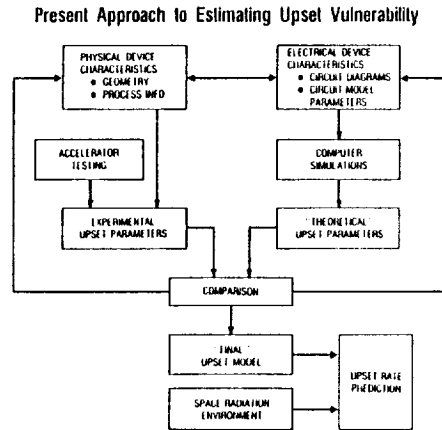 Present Approach to Estimating Upset Vulnerability
PHYSICAL DEVICE
CHARACTERISTICS
● GEOMETRY
● PROCESS INFO
ELECTRICAL DEVICE
CHARACTERISTICS
● CIRCUIT DIAGRAMS
● CIRCUIT MODEL
PARAMETERS
ACCELERATOR
TESTING
COMPUTER
SIMULATIONS
EXPERIMENTAL
UPSET PARAMETERS
"THEORETICAL"
UPSET PARAMETERS
COMPARISON
"FINAL"
UPSET MODEL
UPSET RATE
PREDICTION
SPACE RADIATION
ENVIRONMENT